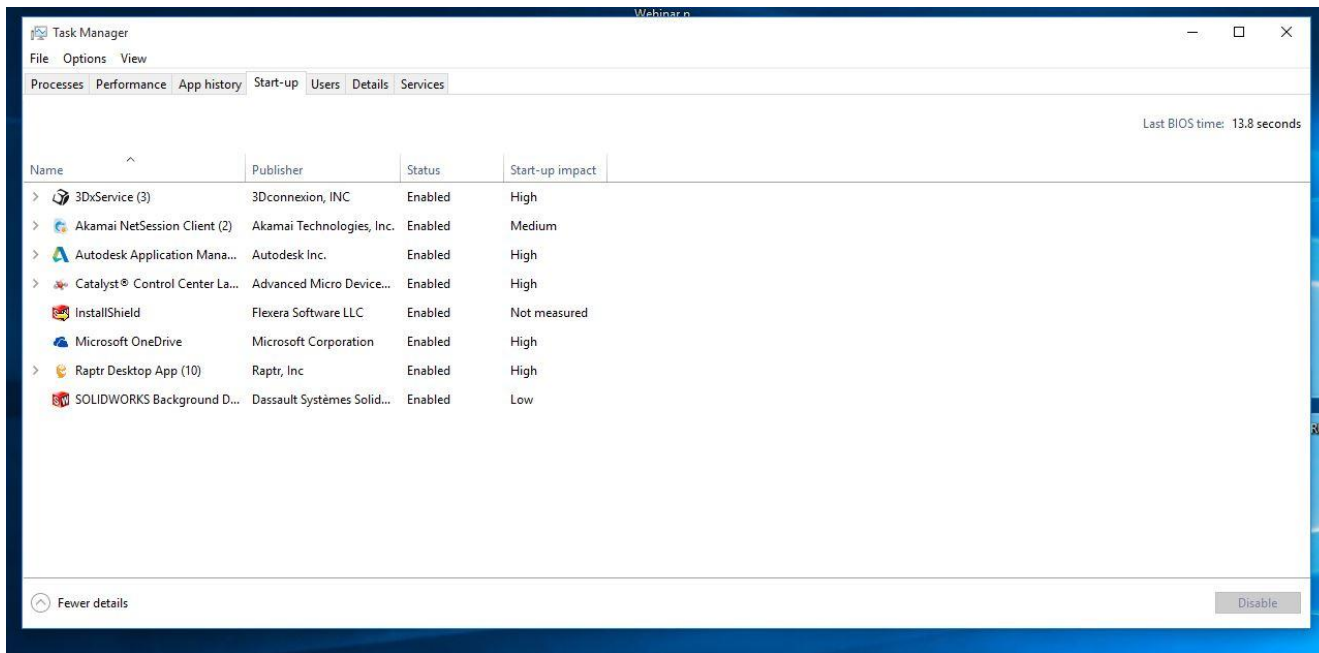 Webinar n
Task Manager
File Options View
Processes Performance App history Start-up Users Details Services
Last BIOS time: 13.8 seconds
Name Publisher Status Start-up impact
3DxService (3) 3Dconnexion, INC Enabled High
Akamai NetSession Client (2) Akamai Technologies, Inc. Enabled Medium
Autodesk Application Mana... Autodesk Inc. Enabled High
Catalyst® Control Center La... Advanced Micro Device... Enabled High
InstallShield Flexera Software LLC Enabled Not measured
Microsoft OneDrive Microsoft Corporation Enabled High
Raptr Desktop App (10) Raptr, Inc Enabled High
SOLIDWORKS Background D... Dassault Systèmes Solid... Enabled Low
Fewer details Disable